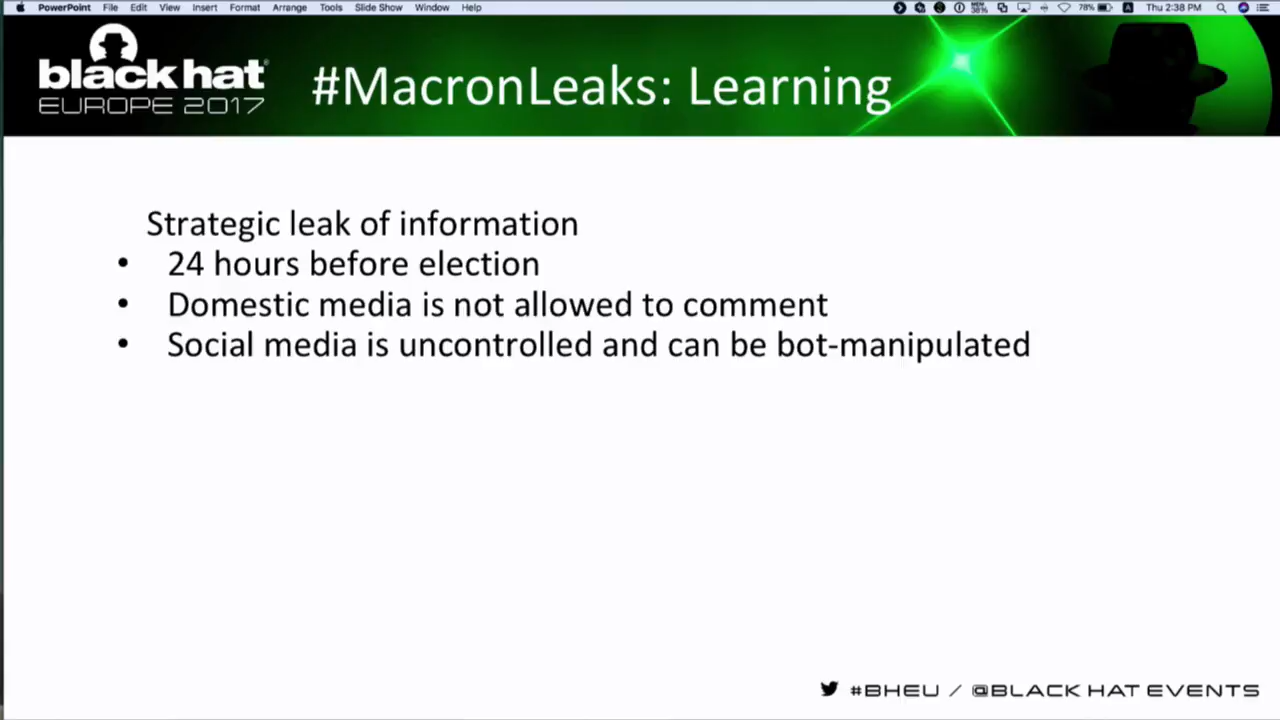 PowerPoint File Edit View Insert Format Arrange Tools Slide Show Window Help 78% Thu 2:38 PM
black hat
EUROPE 2017
#MacronLeaks: Learning
Strategic leak of information
• 24 hours before election
• Domestic media is not allowed to comment
• Social media is uncontrolled and can be bot-manipulated
#BHEU / @BLACK HAT EVENTS